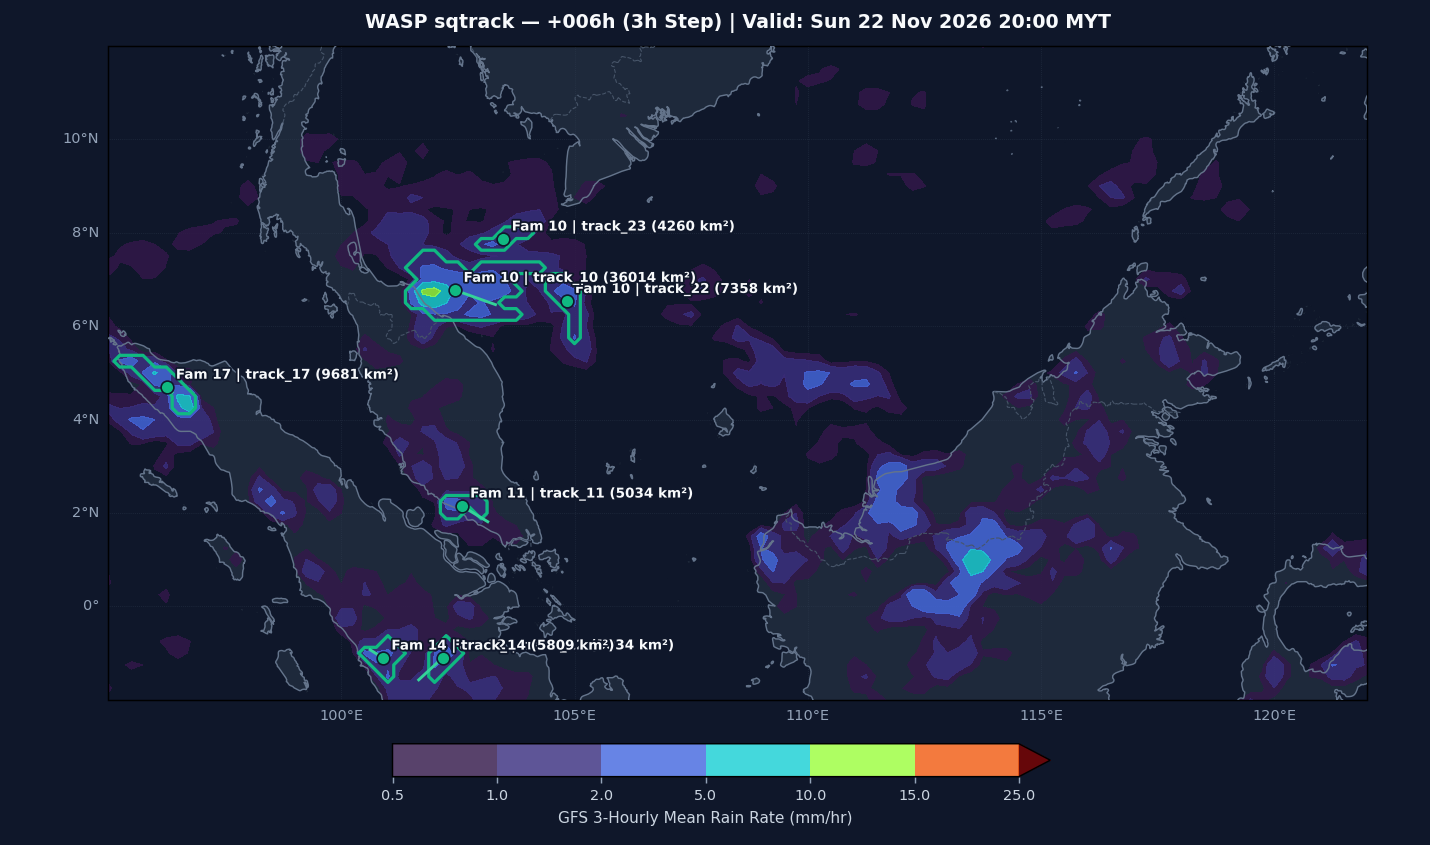 WASP sqtrack — +006h (3h Step) | Valid: Sun 22 Nov 2026 20:00 MYT
10°N
8°N
6°N
4°N
2°N
0°
Fam 10 | track_23 (4260 km²)
Fam 10 | track_10 (36014 km²)
Fam 10 | track_22 (7358 km²)
Fam 17 | track_17 (9681 km²)
Fam 11 | track_11 (5034 km²)
Fam 14 | track_14 (5809 km²)
34 km²)
100°E
105°E
110°E
115°E
120°E
0.5
1.0
2.0
5.0
10.0
15.0
25.0
GFS 3-Hourly Mean Rain Rate (mm/hr)